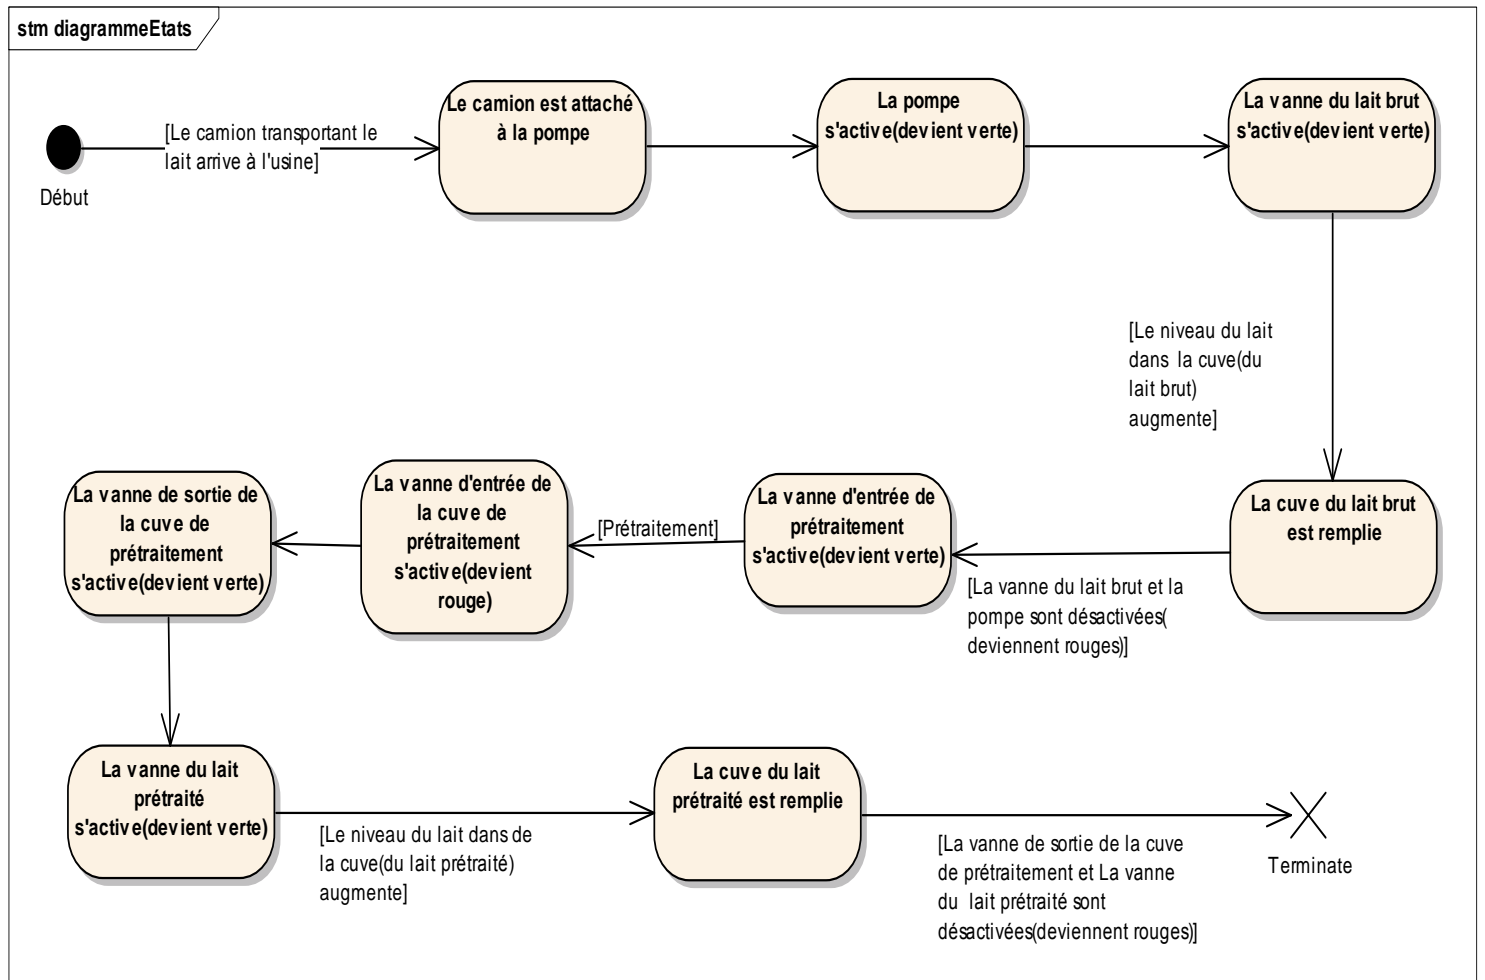 stm diagrammeEtats
Début
[Le camion transportant le
lait arrive à l'usine]
Le camion est attaché
à la pompe
La pompe
s'active(devient verte)
La vanne du lait brut
s'active(devient verte)
[Le niveau du lait
dans la cuve(du
lait brut)
augmente]
La cuve du lait brut
est remplie
[La vanne du lait brut et la
pompe sont désactivées(
deviennent rouges)]
La vanne d'entrée de
prétraitement
s'active(devient verte)
[Prétraitement]
La vanne d'entrée de
la cuve de
prétraitement
s'active(devient
rouge)
La vanne de sortie de
la cuve de
prétraitement
s'active(devient verte)
La vanne du lait
prétraité
s'active(devient verte)
[Le niveau du lait dans de
la cuve(du lait prétraité)
augmente]
La cuve du lait
prétraité est remplie
[La vanne de sortie de la cuve
de prétraitement et La vanne
du lait prétraité sont
désactivées(deviennent rouges)]
Terminate